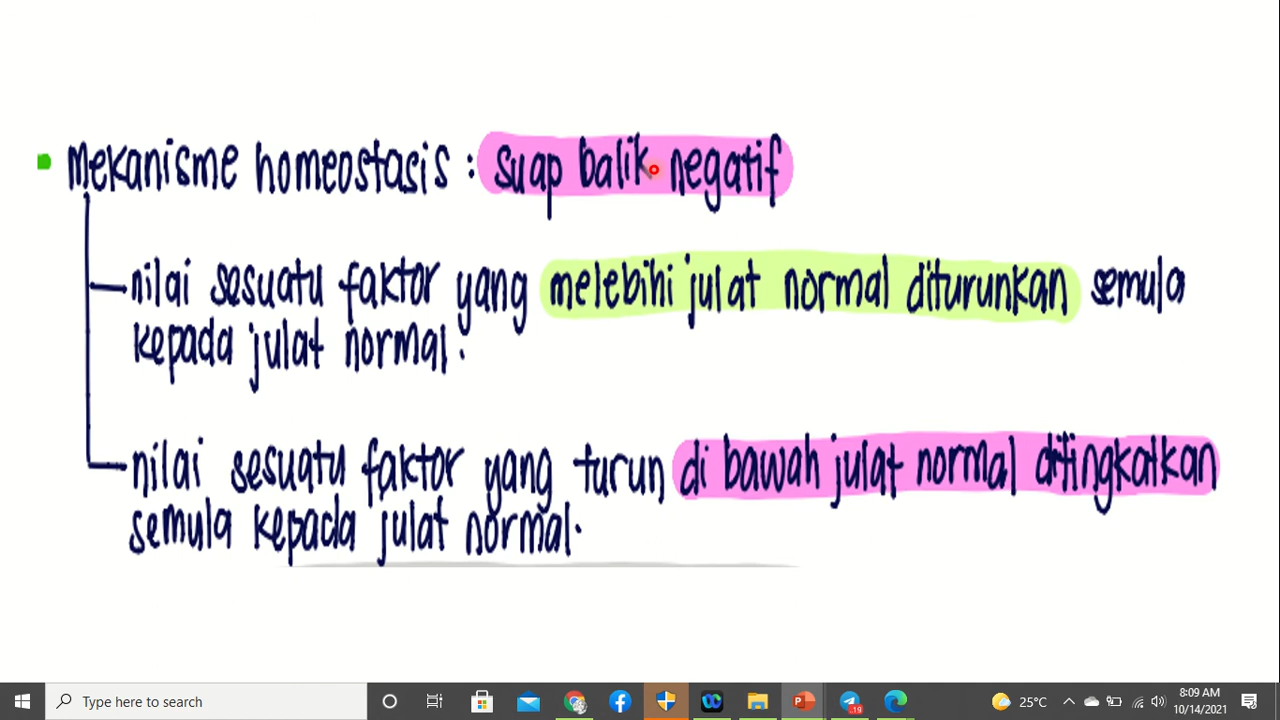 mekanisme homeostasis : suap balik negatif
nilai sesuatu faktor yang melebihi julat normal diturunkan semula
kepada julat normal.
nilai sesuatu faktor yang turun di bawah julat normal ditingkatkan
semula kepada julat normal.
Type here to search
19
25°C
8:09 AM
10/14/2021